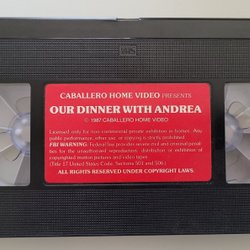 VHS
CABALLERO HOME VIDEO PRESENTS
OUR DINNER WITH ANDREA
© 1987 CABALLERO HOME VIDEO
Licensed only for non-commercial private exhibition in homes. Any
public performance, other use, or copying is strictly prohibited.
FBI WARNING: Federal law provides severe civil and criminal penal-
ties for the unauthorized reproduction, distribution or exhibition of
copyrighted motion pictures and video tapes.
(Title 17 United States Code, Sections 501 and 506.)
ALL RIGHTS RESERVED UNDER COPYRIGHT LAWS